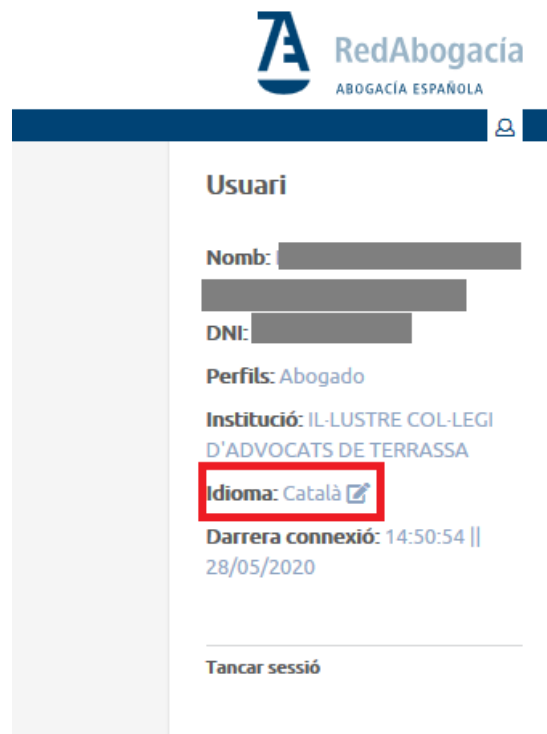 RedAbogacía
ABOGACÍA ESPAÑOLA
Usuari
Nomb:
DNI:
Perfils: Abogado
Institució: IL·LUSTRE COL·LEGI
D'ADVOCATS DE TERRASSA
Idioma: Català
Darrera connexió: 14:50:54 ||
28/05/2020
Tancar sessió